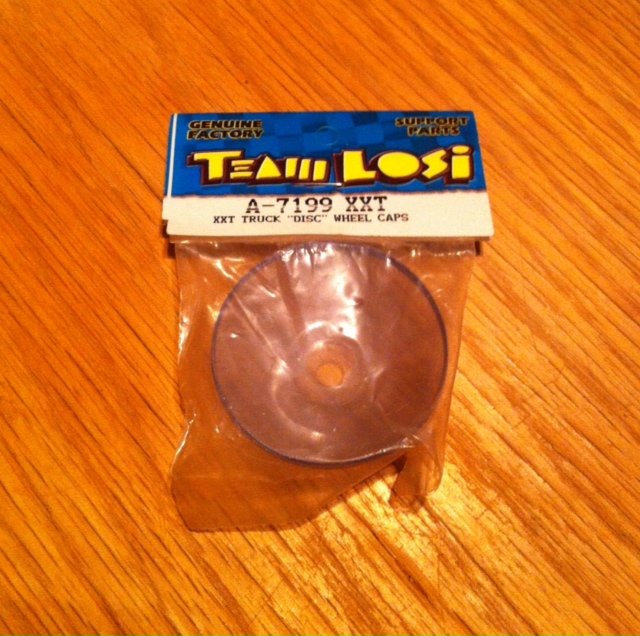 GENUINE FACTORY
SUPPORT PARTS
TEAM LOSi
A-7199 XXT
XXT TRUCK "DISC" WHEEL CAPS